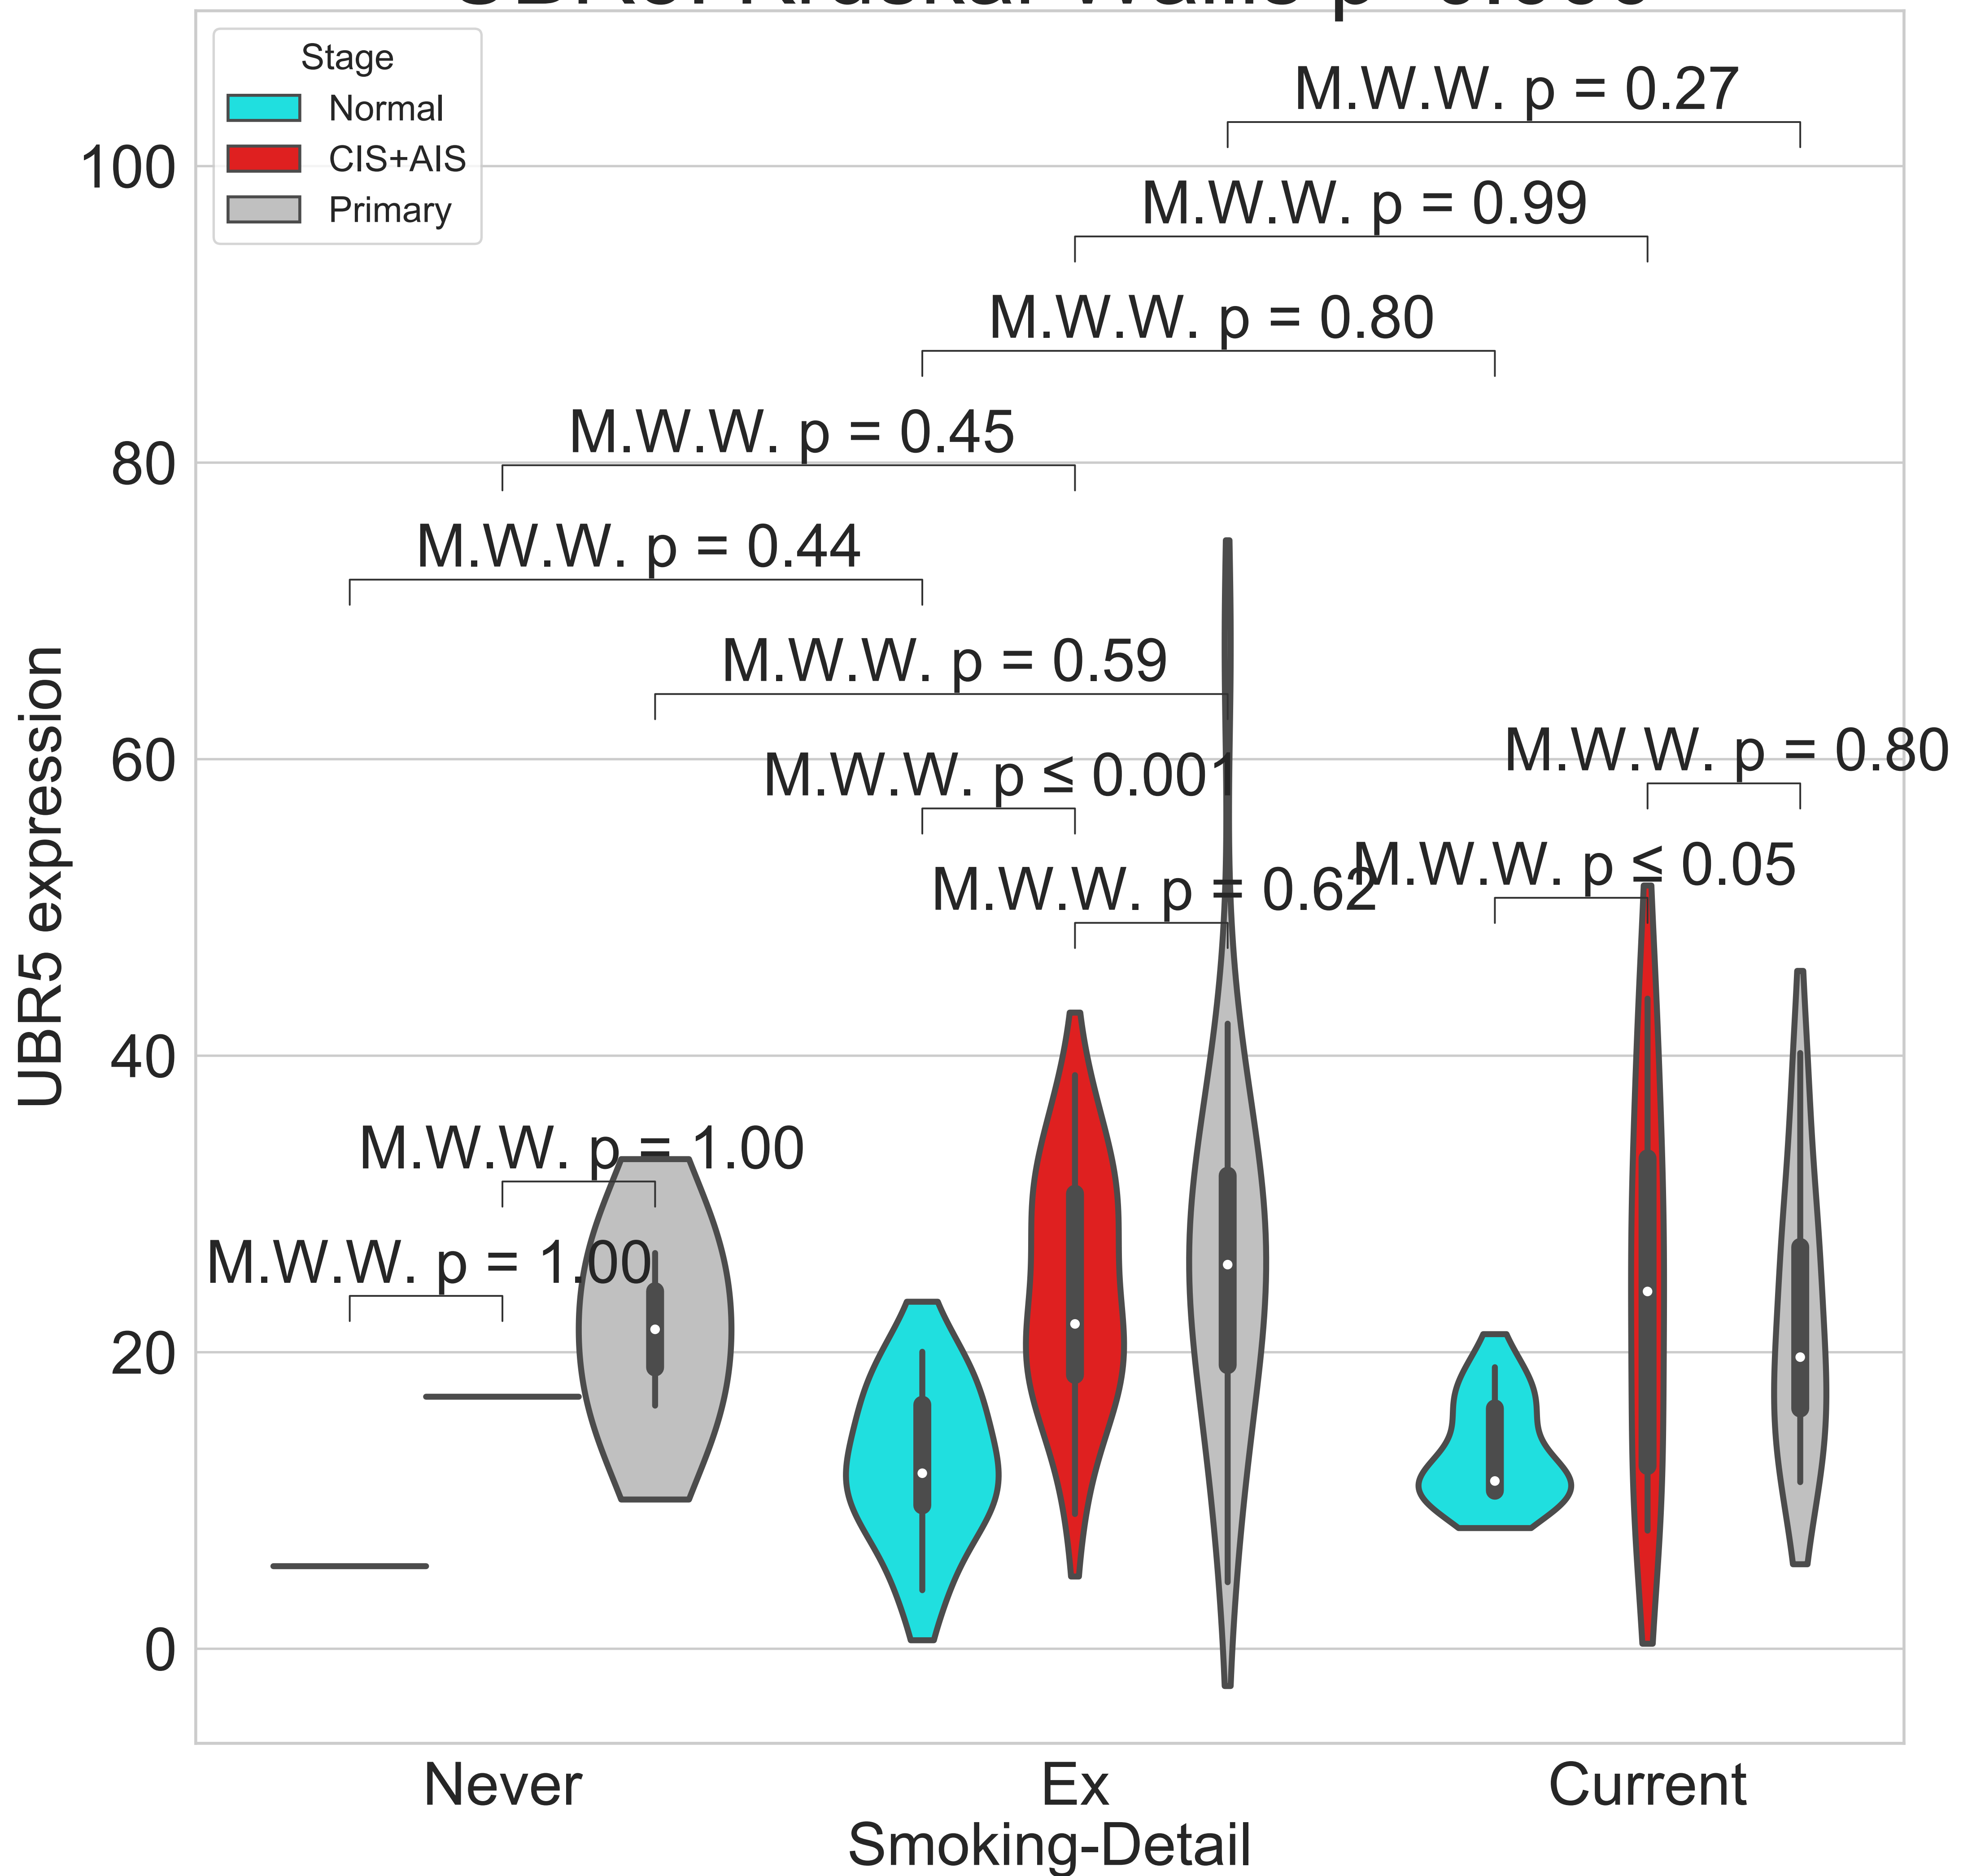 Stage
Normal
CIS+AIS
Primary
M.W.W. p = 0.27
M.W.W. p = 0.99
M.W.W. p = 0.80
M.W.W. p = 0.45
M.W.W. p = 0.44
M.W.W. p = 0.59
M.W.W. p ≤ 0.001
M.W.W. p = 0.80
M.W.W. p = 0.62
M.W.W. p ≤ 0.05
M.W.W. p = 1.00
M.W.W. p = 1.00
100
80
60
40
20
0
UBR5 expression
Never
Ex
Current
Smoking-Detail